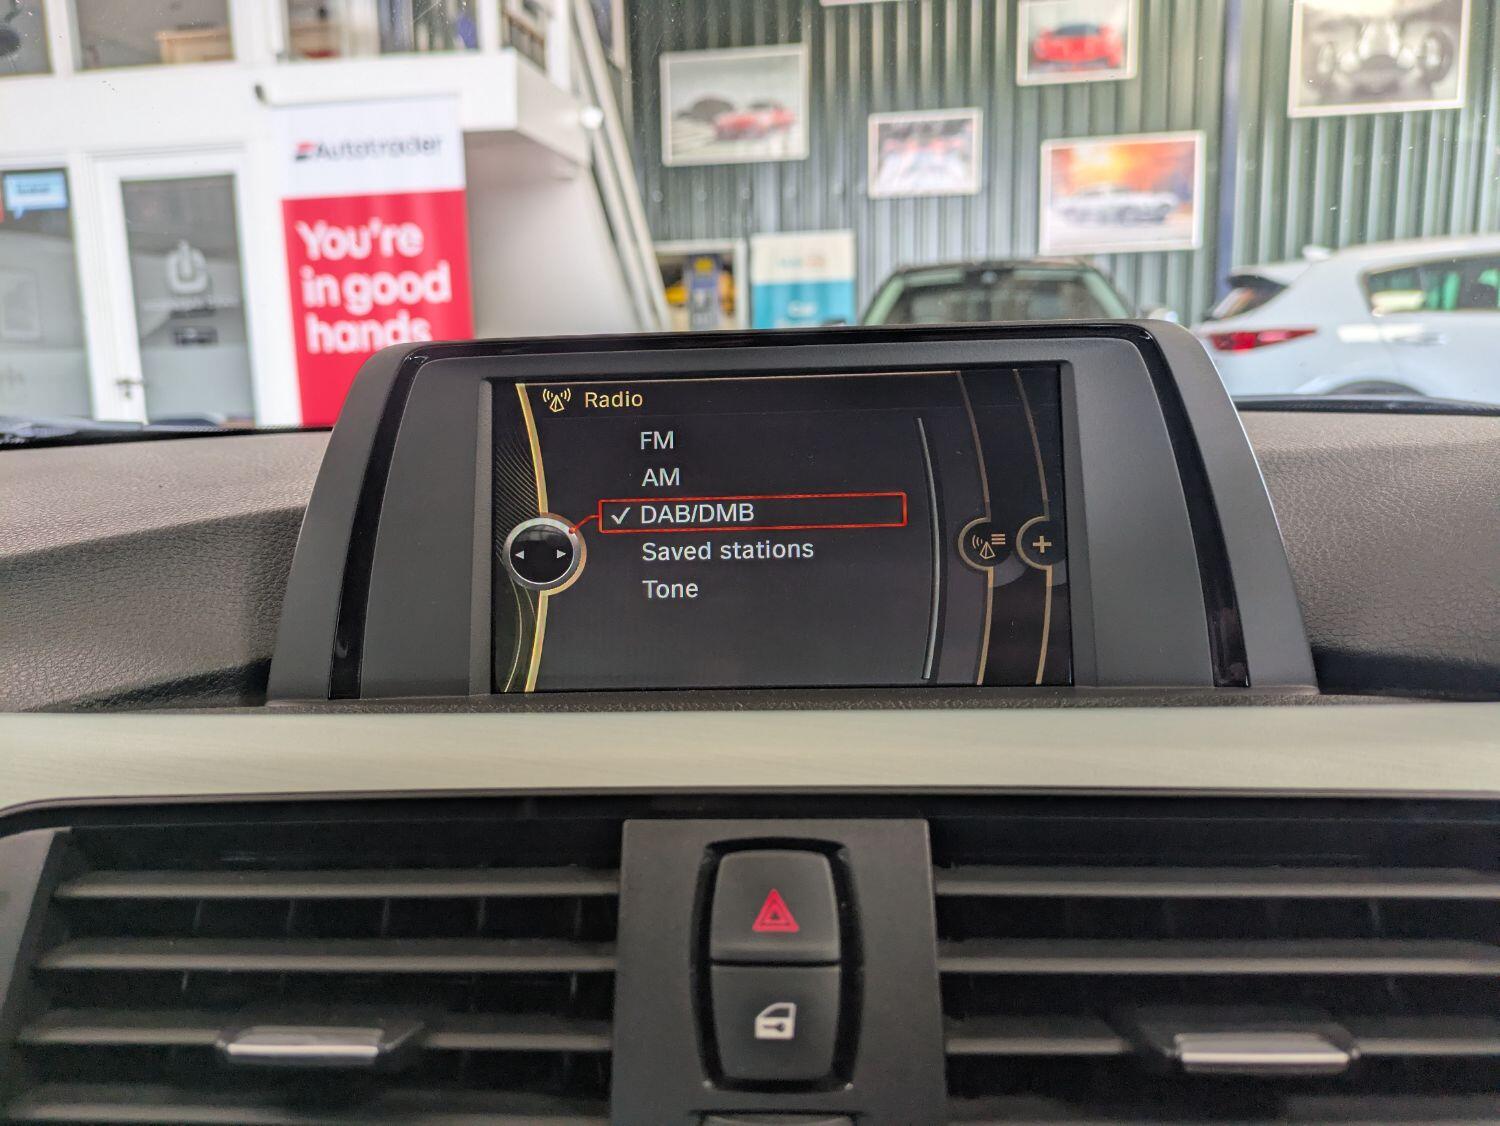 Autotrader
You're
in good
hands
Radio
FM
AM
DAB/DMB
Saved stations
Tone